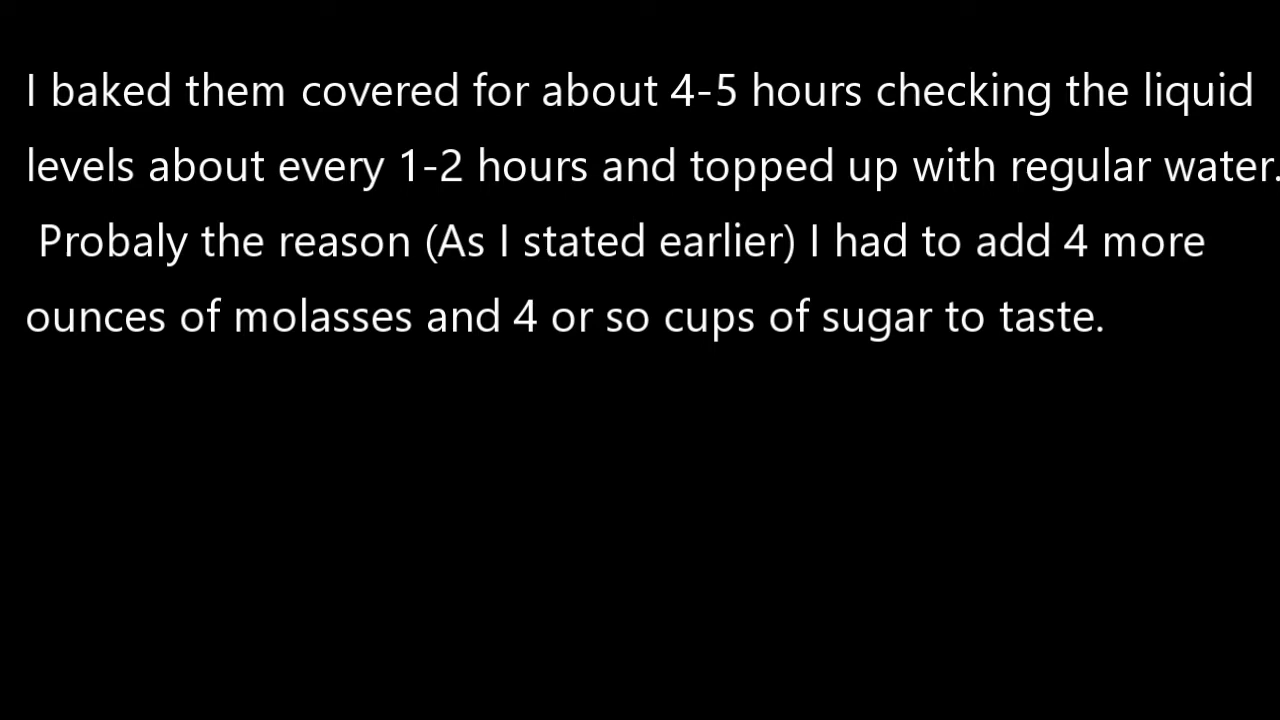 I baked them covered for about 4-5 hours checking the liquid
levels about every 1-2 hours and topped up with regular water.
Probaly the reason (As I stated earlier) I had to add 4 more
ounces of molasses and 4 or so cups of sugar to taste.